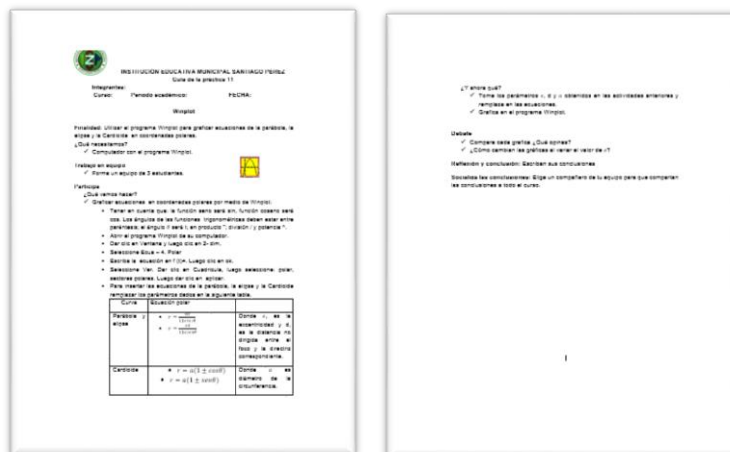 INSTITUCIÓN EDUCATIVA MUNICIPAL SANTIAGO PÉREZ
Guía de la práctica 11
Integrantes:
Curso: Periodo académico: FECHA:
Winplot
Finalidad: Utilizar el programa Winplot para graficar ecuaciones de la parábola, la
elipse y la Cardioide en coordenadas polares.
¿Qué necesitamos?
✓ Computador con el programa Winplot.
Trabajo en equipo
✓ Forme un equipo de 3 estudiantes.
Participe
¿Qué vamos hacer?
✓ Graficar ecuaciones en coordenadas polares por medio de Winplot.
• Tener en cuenta que: la función seno será sin, función coseno será
cos. Los ángulos de las funciones trigonométricas deben estar entre
paréntesis, el ángulo θ será t, en producto *, división / y potencia ^.
• Abrir el programa Winplot de su computador.
• Dar clic en Ventana y luego clic en 2- dim.
• Seleccione Ecua – 4. Polar
• Escriba la ecuación en f (t)=. Luego clic en ok.
• Seleccione Ver. Dar clic en Cuadrícula, luego seleccione: polar,
sectores polares. Luego dar clic en aplicar.
• Para insertar las ecuaciones de la parábola, la elipse y la Cardioide
remplazar los parámetros dados en la siguiente tabla.
Curva Ecuación polar
Parábola y
elipse
Donde e, es la
excentricidad y d,
es la distancia no
dirigida entre el
foco y la directriz
correspondiente.
Cardioide
• r = a(1 ± cosθ)
• r = a(1 ± senθ)
Donde a es
diámetro de la
circunferencia.
¿Y ahora qué?
✓ Tome los parámetros e, d y a obtenidos en las actividades anteriores y
remplace en las ecuaciones.
✓ Grafica en el programa Winplot.
Debate
✓ Compara cada grafica ¿Qué opinas?
✓ ¿Cómo cambian las gráficas al variar el valor de e?
Reflexión y conclusión: Escriban sus conclusiones
Socialice las conclusiones: Elige un compañero de tu equipo para que compartan
las conclusiones a todo el curso.